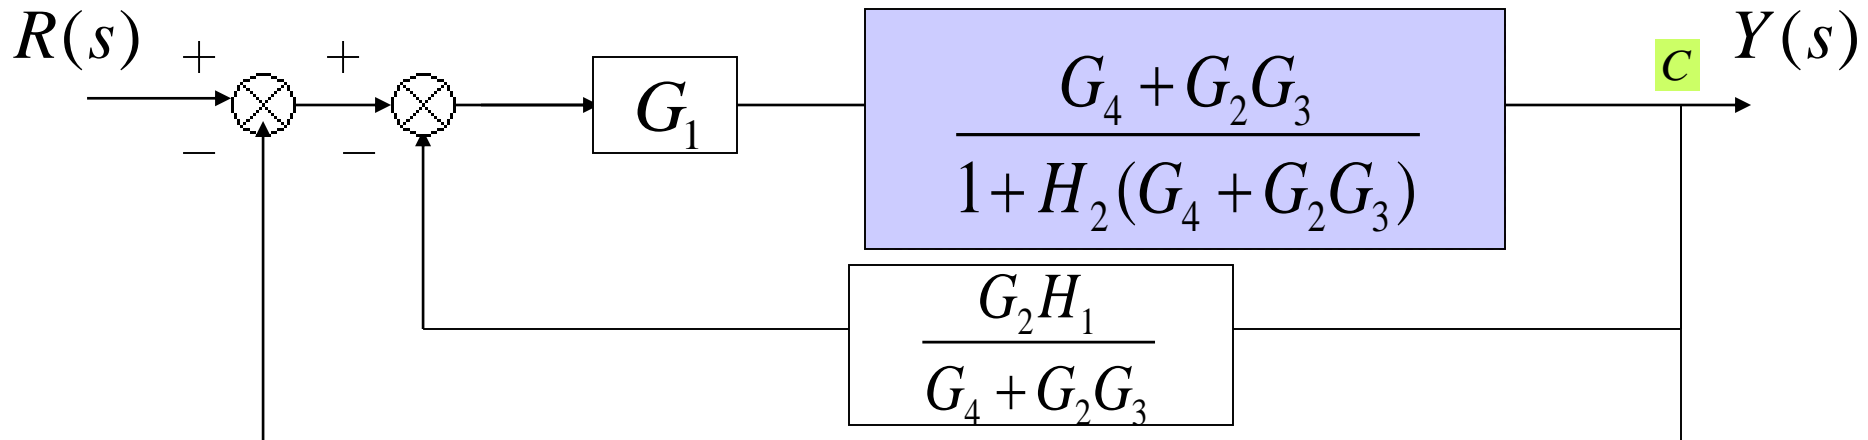 R(s) + + G₁ G₄ + G₂G₃ C Y(s)
1 + H₂(G₄ + G₂G₃)
− −
G₂H₁
G₄ + G₂G₃